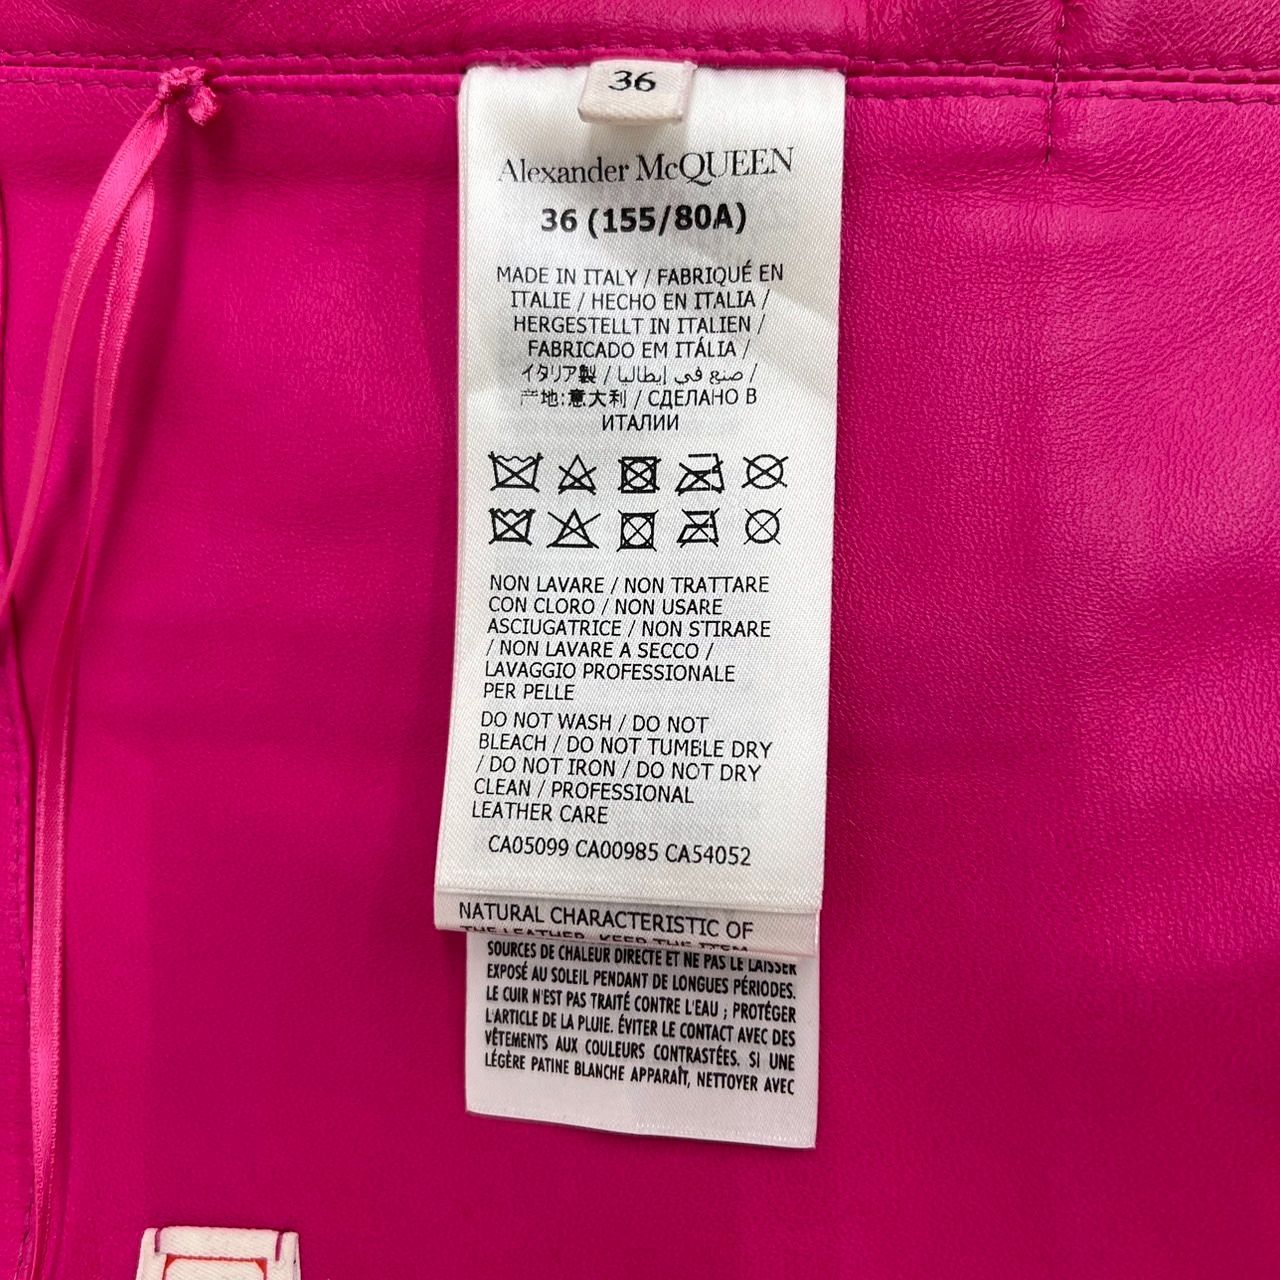 36
Alexander McQUEEN
36 (155/80A)
MADE IN ITALY / FABRIQUÉ EN
ITALIE / HECHO EN ITALIA /
HERGESTELLT IN ITALIEN /
FABRICADO EM ITÁLIA /
イタリア製 / صنع في إيطاليا /
产地:意大利 / СДЕЛАНО В
ИТАЛИИ
NON LAVARE / NON TRATTARE
CON CLORO / NON USARE
ASCIUGATRICE / NON STIRARE
/ NON LAVARE A SECCO /
LAVAGGIO PROFESSIONALE
PER PELLE
DO NOT WASH / DO NOT
BLEACH / DO NOT TUMBLE DRY
/ DO NOT IRON / DO NOT DRY
CLEAN / PROFESSIONAL
LEATHER CARE
CA05099 CA00985 CA54052
NATURAL CHARACTERISTIC OF
THE LEATHER. KEEP THE ITEM
SOURCES DE CHALEUR DIRECTE ET NE PAS LE LAISSER
EXPOSÉ AU SOLEIL PENDANT DE LONGUES PÉRIODES.
LE CUIR N'EST PAS TRAITÉ CONTRE L'EAU ; PROTÉGER
L'ARTICLE DE LA PLUIE. ÉVITER LE CONTACT AVEC DES
VÊTEMENTS AUX COULEURS CONTRASTÉES. SI UNE
LÉGÈRE PATINE BLANCHE APPARAÎT, NETTOYER AVEC